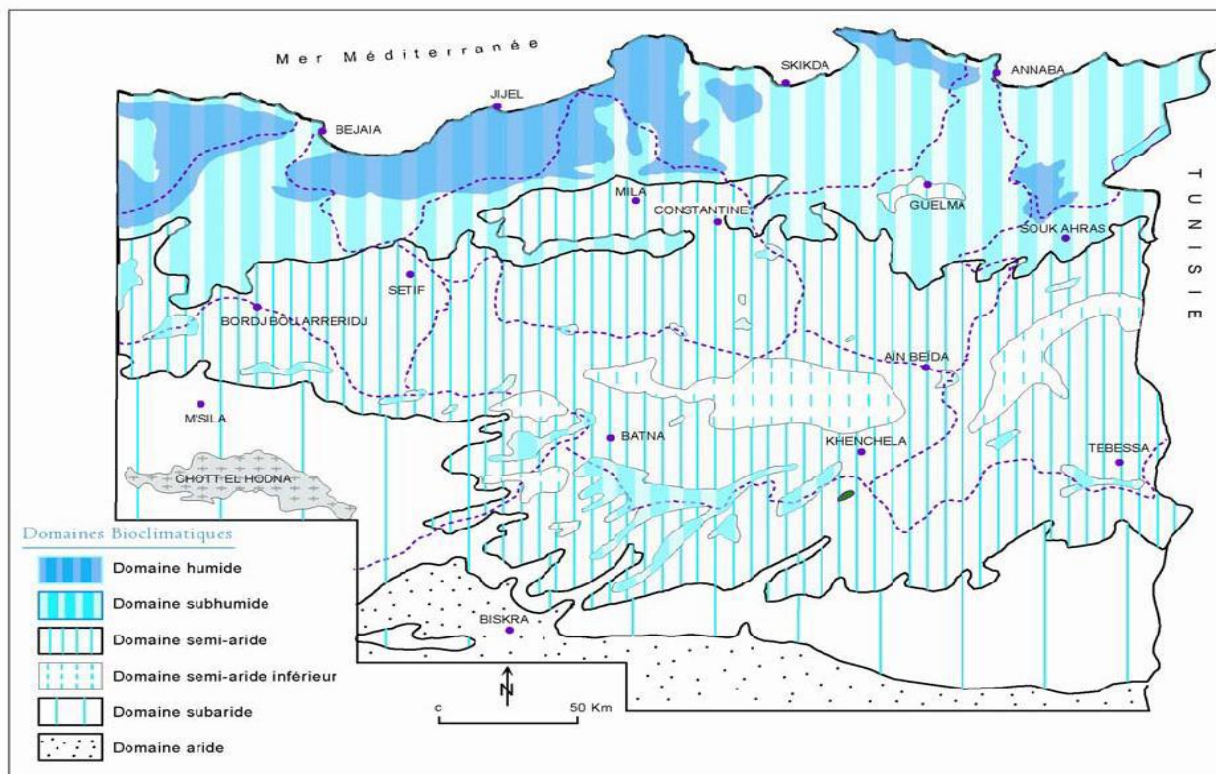 Mer Méditerranée
SKIKDA
ANNABA
JIJEL
BEJAIA
TUNISIE
MILA
GUELMA
CONSTANTINE
SOUK AHRAS
SETIF
BORDJ BOU ARRERIDJ
AIN BEÏDA
M'SILA
BATNA
KHENCHELA
TEBESSA
CHOTT EL HODNA
Domaines Bioclimatiques
Domaine humide
Domaine subhumide
Domaine semi-aride
Domaine semi-aride inférieur
Domaine subaride
Domaine aride
BISKRA
N
c 50 Km